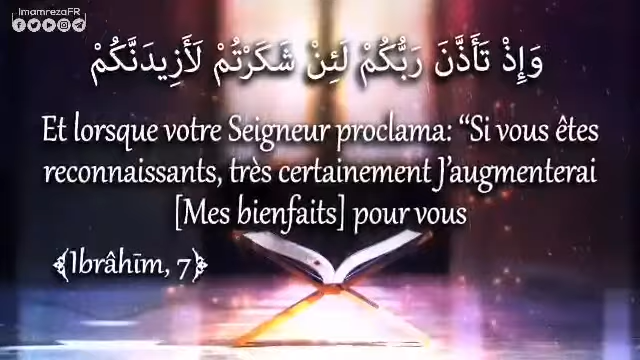 ImamrezaFR
وَإِذْ تَأَذَّنَ رَبُّكُمْ لَئِنْ شَكَرْتُمْ لَأَزِيدَنَّكُمْ
Et lorsque votre Seigneur proclama: “Si vous êtes
reconnaissants, très certainement J’augmenterai
[Mes bienfaits] pour vous
﴾Ibrâhīm, 7﴿